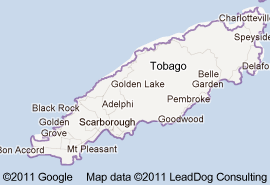 Charlotteville
Speyside
Tobago
Delafo
Golden Lake
Belle
Garden
Black Rock
Adelphi
Pembroke
Golden
Grove
Scarborough
Goodwood
Bon Accord
Mt Pleasant
©2011 Google
Map data ©2011 LeadDog Consulting